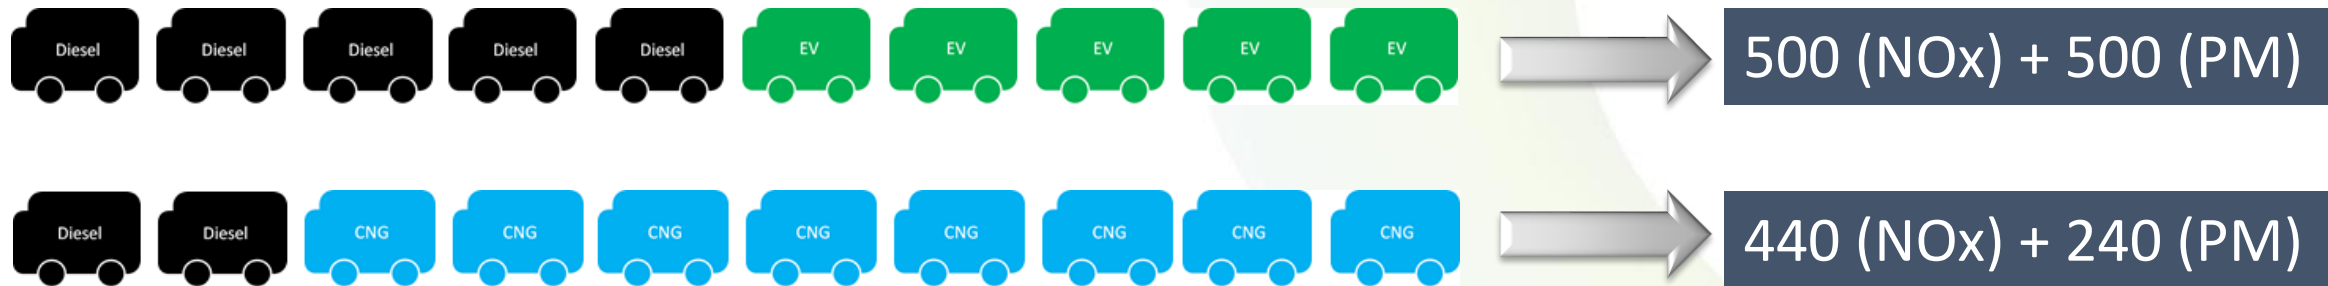 Diesel Diesel Diesel Diesel Diesel EV EV EV EV EV 500 (NOx) + 500 (PM)
Diesel Diesel CNG CNG CNG CNG CNG CNG CNG CNG 440 (NOx) + 240 (PM)